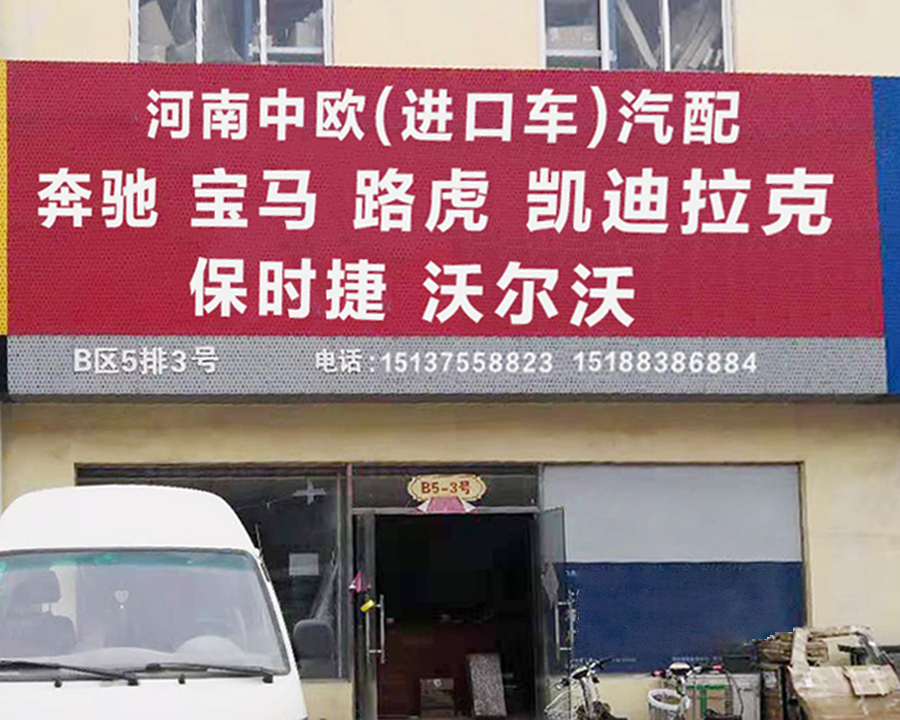 河南中欧(进口车)汽配
奔驰 宝马 路虎 凯迪拉克
保时捷 沃尔沃
B区5排3号 电话:15137558823 15188386884
B5-3号